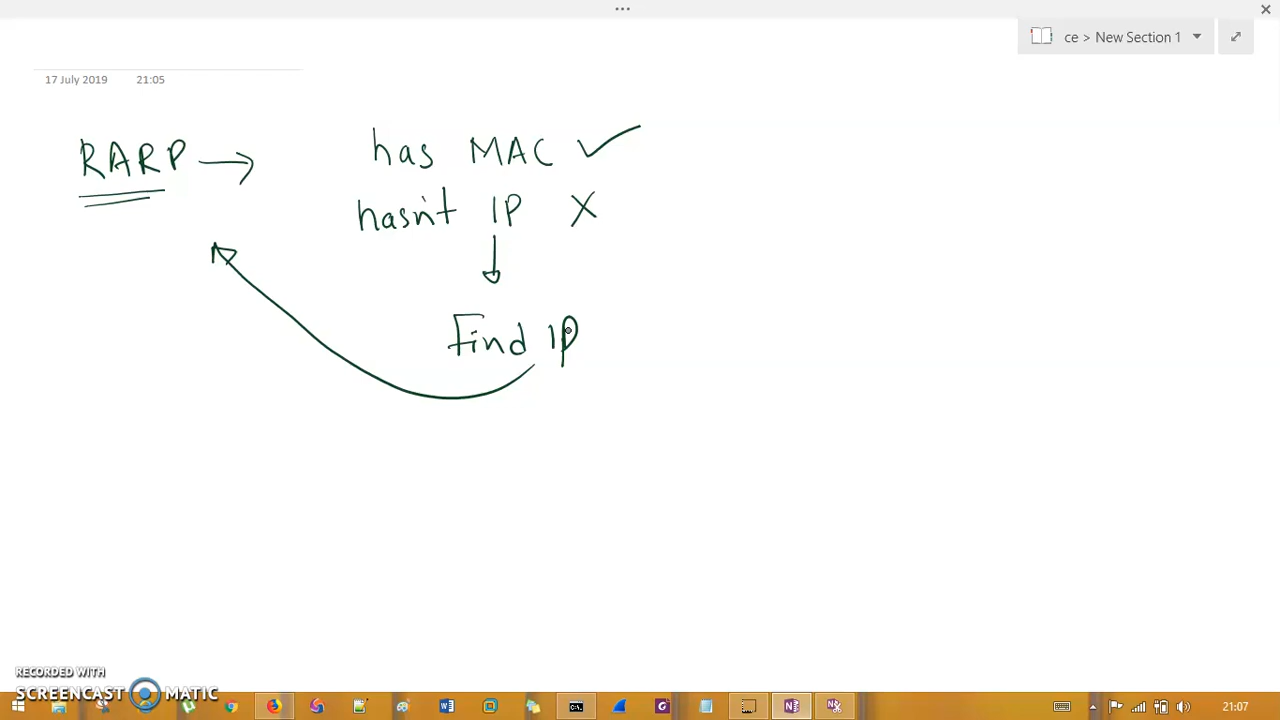 ce > New Section 1
17 July 2019 21:05
RARP → has MAC ✓
hasn't IP X
Find IP
RECORDED WITH
SCREENCAST MATIC
21:07